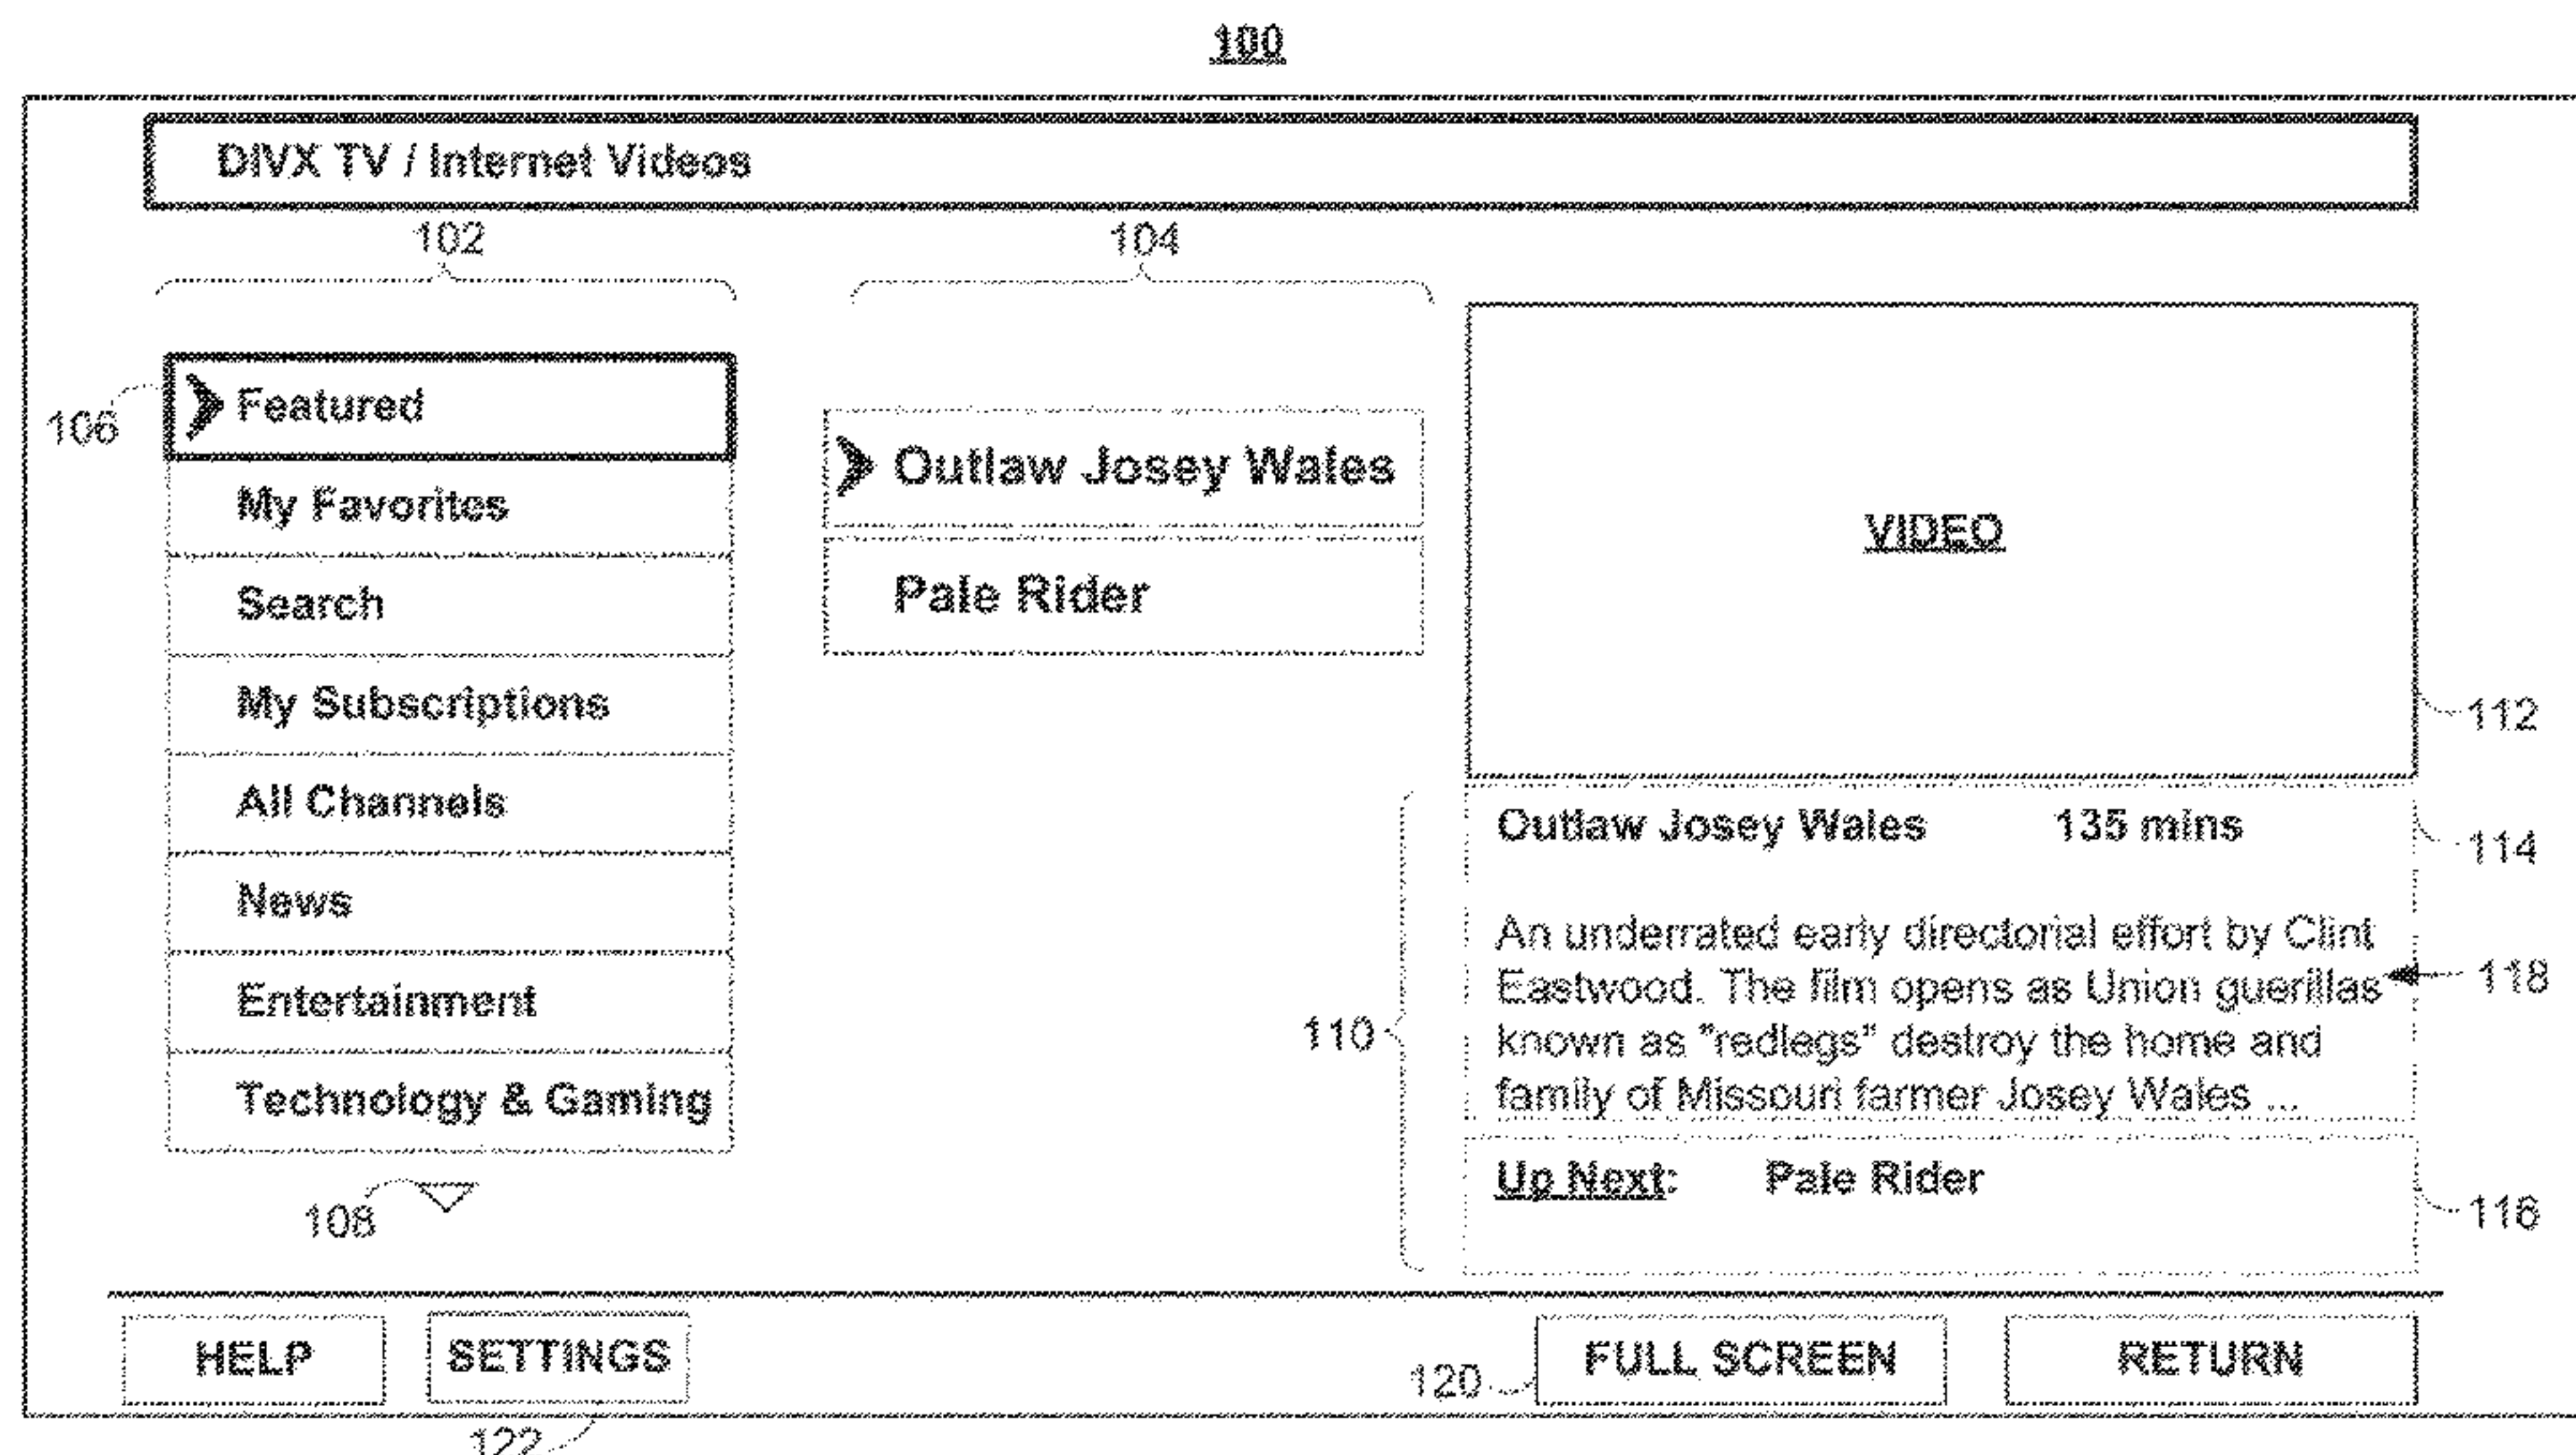 100
DIVX TV / Internet Videos
102
104
106
Featured
My Favorites
Search
My Subscriptions
All Channels
News
Entertainment
Technology & Gaming
108
Outlaw Josey Wales
Pale Rider
VIDEO
112
Outlaw Josey Wales 135 mins
114
An underrated early directorial effort by Clint
Eastwood. The film opens as Union guerillas
known as "redlegs" destroy the home and
family of Missouri farmer Josey Wales ...
118
110
Up Next: Pale Rider
116
HELP
SETTINGS
120
FULL SCREEN
RETURN
122